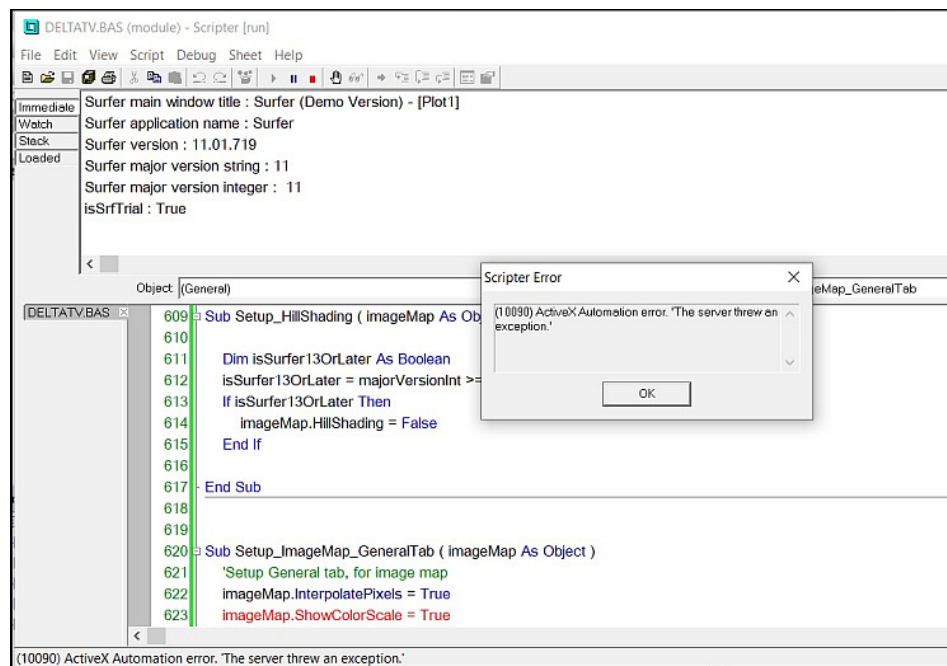 DELTATV.BAS (module) - Scripter [run]
File Edit View Script Debug Sheet Help
Immediate
Watch
Stack
Loaded
Surfer main window title : Surfer (Demo Version) - [Plot1]
Surfer application name : Surfer
Surfer version : 11.01.719
Surfer major version string : 11
Surfer major version integer : 11
isSrfTrial : True
Scripter Error
(10090) ActiveX Automation error. 'The server threw an
exception.'
OK
Object (General) eMap_GeneralTab
DELTATV.BAS
609 Sub Setup_HillShading ( imageMap As Obj
610
611 Dim isSurfer13OrLater As Boolean
612 isSurfer13OrLater = majorVersionInt >=
613 If isSurfer13OrLater Then
614 imageMap.HillShading = False
615 End If
616
617 End Sub
618
619
620 Sub Setup_ImageMap_GeneralTab ( imageMap As Object )
621 'Setup General tab, for image map
622 imageMap.InterpolatePixels = True
623 imageMap.ShowColorScale = True
(10090) ActiveX Automation error. 'The server threw an exception.'